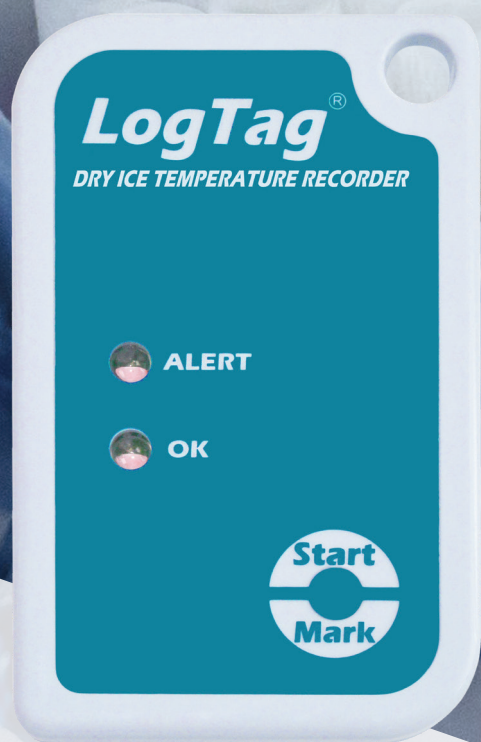 LogTag®
DRY ICE TEMPERATURE RECORDER
ALERT
OK
Start
Mark